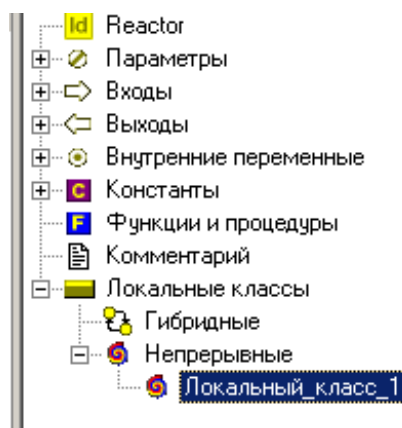 Id Reactor
Параметры
Входы
Выходы
Внутренние переменные
C Константы
F Функции и процедуры
Комментарий
Локальные классы
Гибридные
Непрерывные
Локальный_класс_1